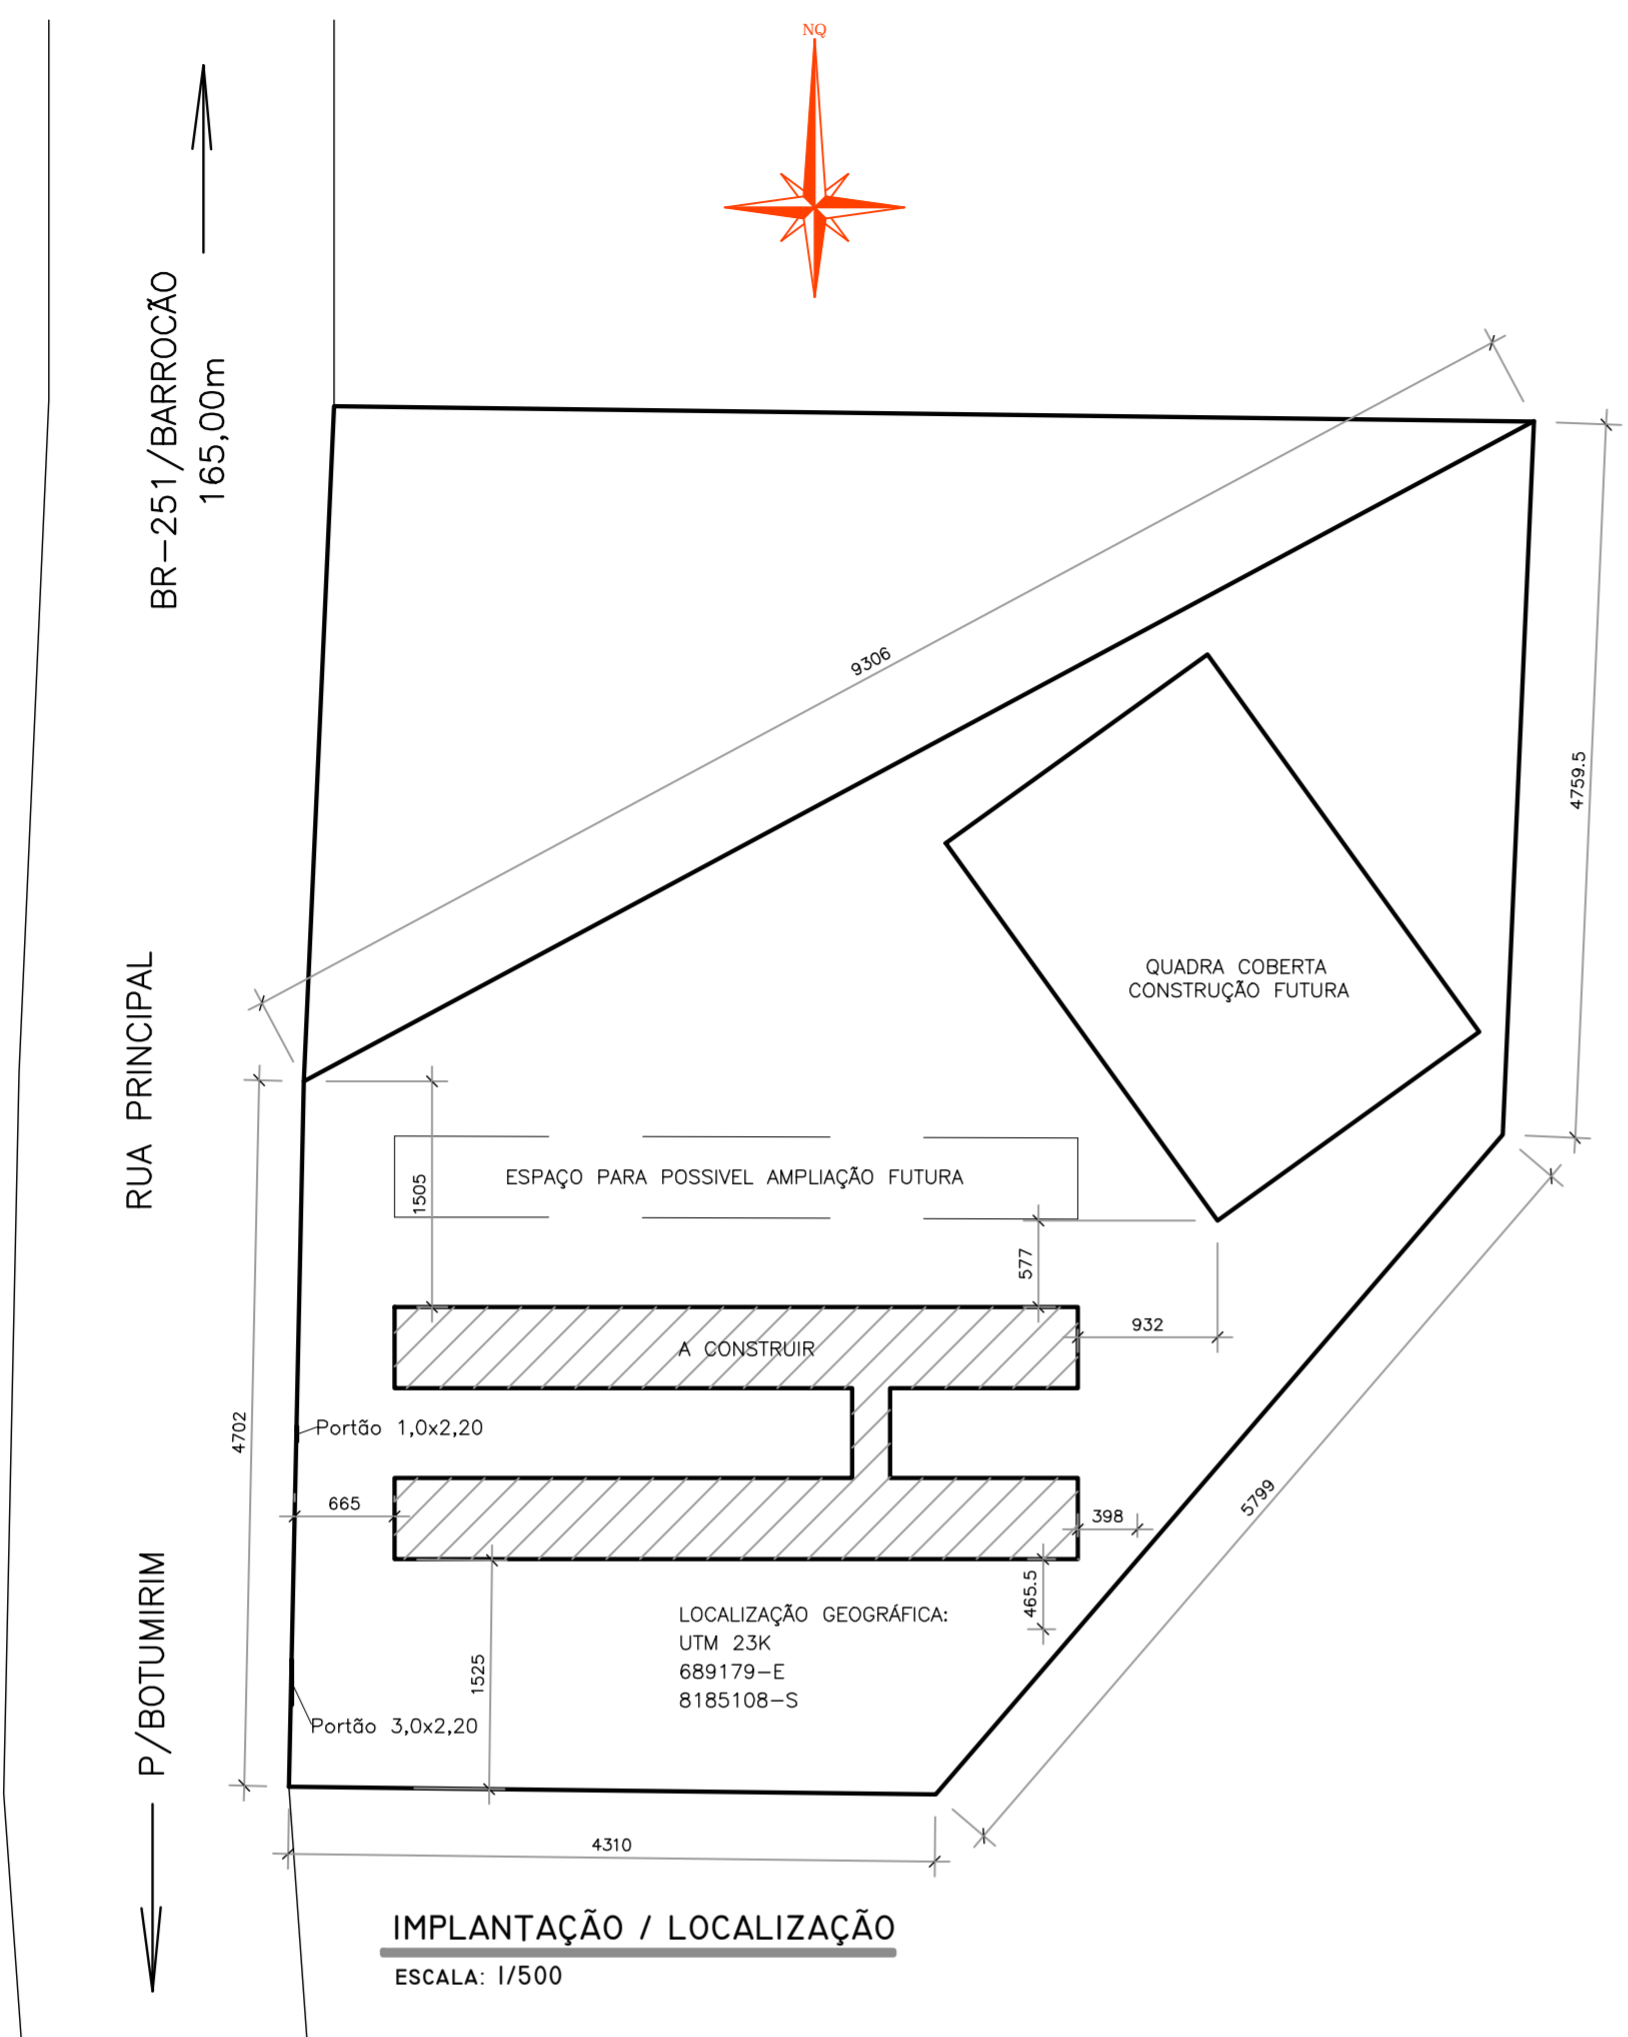 NQ
BR-251/BARROCÃO
165,00m
9306
4759.5
RUA PRINCIPAL
QUADRA COBERTA
CONSTRUÇÃO FUTURA
ESPAÇO PARA POSSIVEL AMPLIAÇÃO FUTURA
1505
577
932
A CONSTRUIR
4702
Portão 1,0x2,20
665
398
5799
465.5
P/BOTUMIRIM
LOCALIZAÇÃO GEOGRÁFICA:
UTM 23K
689179-E
8185108-S
1525
Portão 3,0x2,20
4310
IMPLANTAÇÃO / LOCALIZAÇÃO
ESCALA: 1/500